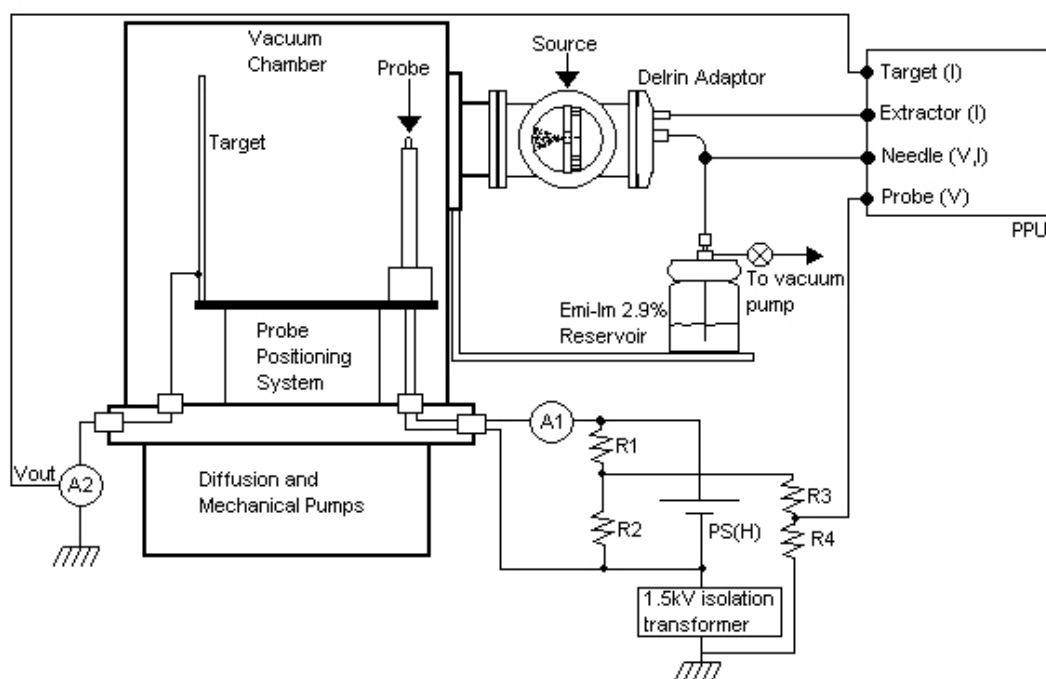 Vacuum
Chamber
Source
Probe
Delrin Adaptor
Target (I)
Extractor (I)
Needle (V,I)
Probe (V)
PPU
Target
To vacuum
pump
Emi-Im 2.9%
Reservoir
Probe
Positioning
System
A1
R1
R2
R3
R4
PS(H)
Vout
A2
Diffusion and
Mechanical Pumps
1.5kV isolation
transformer